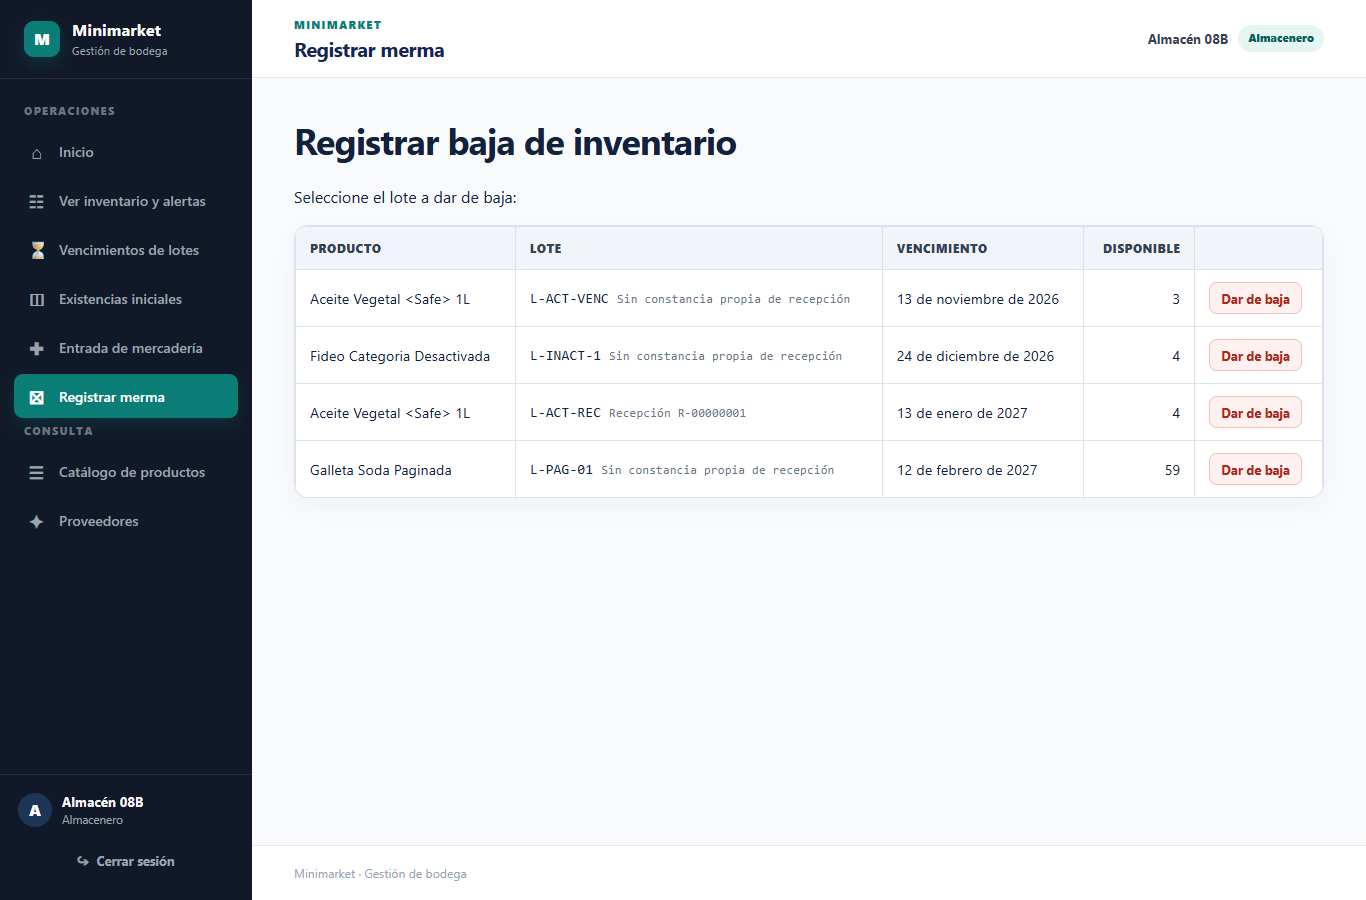 M
Minimarket
Gestión de bodega
OPERACIONES
Inicio
Ver inventario y alertas
Vencimientos de lotes
Existencias iniciales
Entrada de mercadería
Registrar merma
CONSULTA
Catálogo de productos
Proveedores
A
Almacén 08B
Almacenero
Cerrar sesión
MINIMARKET
Registrar merma
Almacén 08B Almacenero
Registrar baja de inventario
Seleccione el lote a dar de baja:
PRODUCTO LOTE VENCIMIENTO DISPONIBLE
Aceite Vegetal <Safe> 1L L-ACT-VENC Sin constancia propia de recepción 13 de noviembre de 2026 3 Dar de baja
Fideo Categoria Desactivada L-INACT-1 Sin constancia propia de recepción 24 de diciembre de 2026 4 Dar de baja
Aceite Vegetal <Safe> 1L L-ACT-REC Recepción R-00000001 13 de enero de 2027 4 Dar de baja
Galleta Soda Paginada L-PAG-01 Sin constancia propia de recepción 12 de febrero de 2027 59 Dar de baja
Minimarket · Gestión de bodega